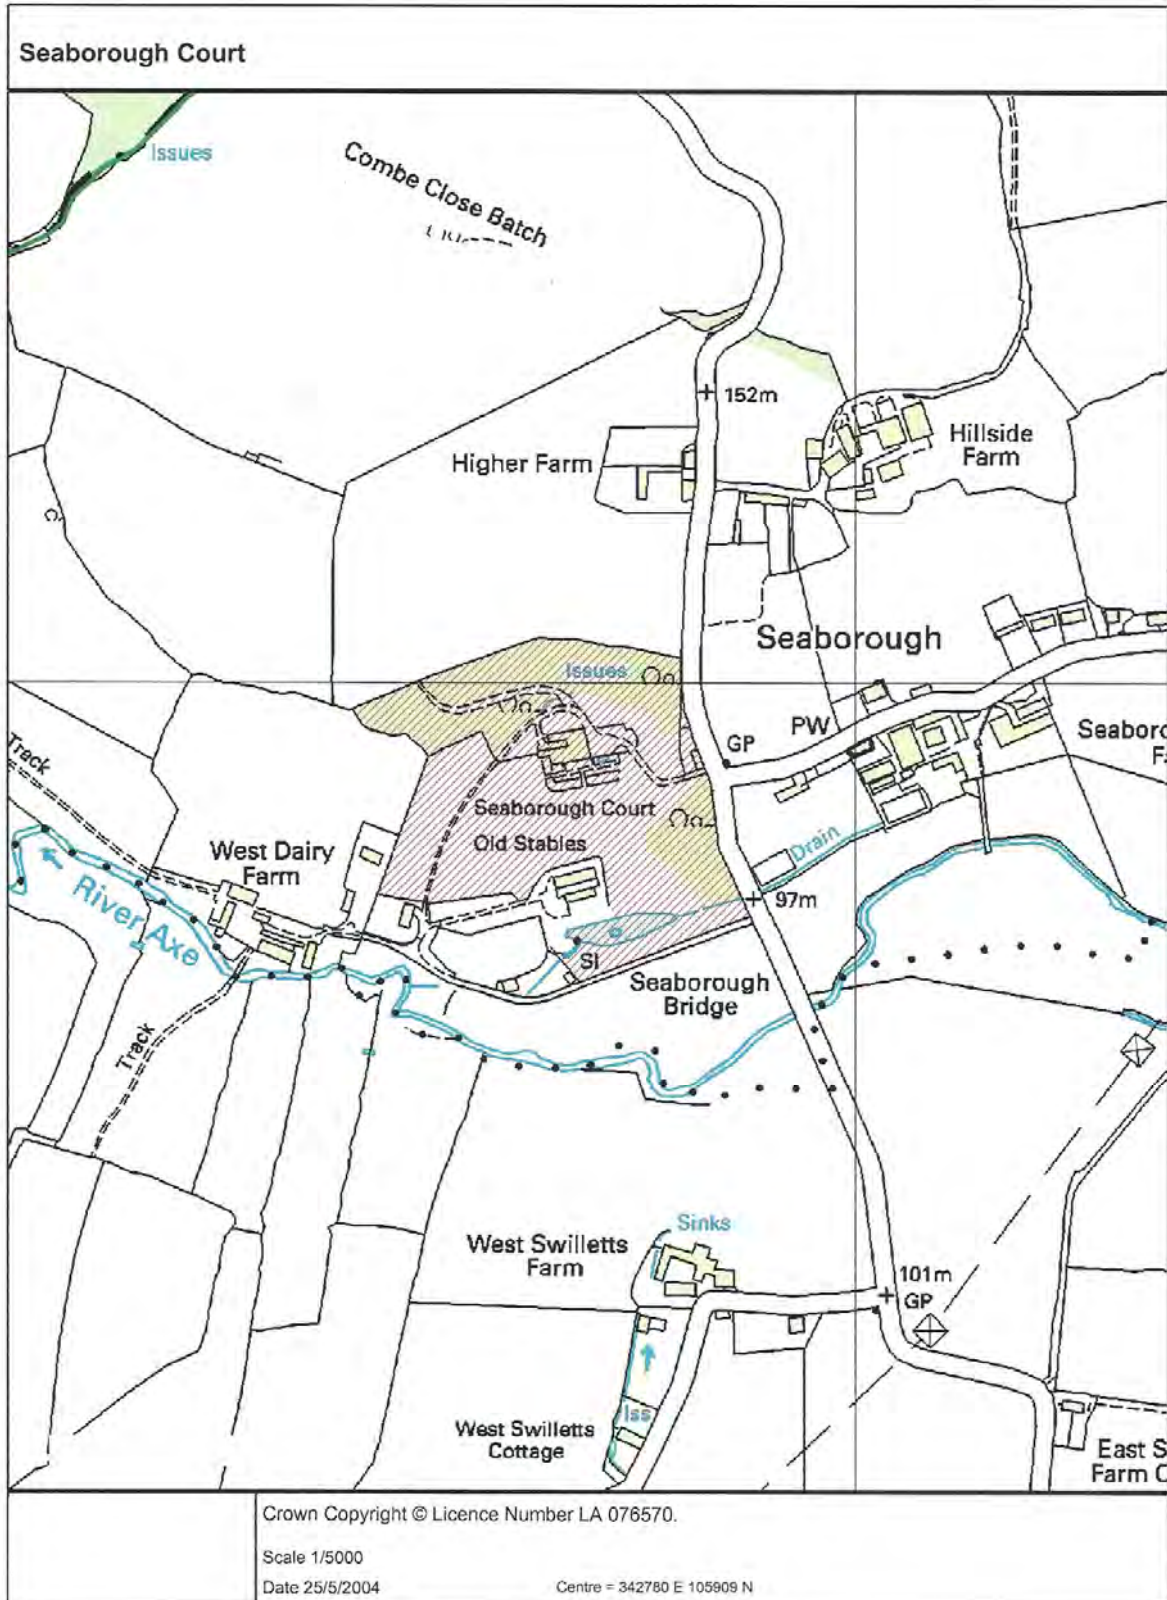 Seaborough Court
Issues
Combe Close Batch
152m
Higher Farm
Hillside
Farm
Seaborough
Issues
PW
GP
Seaboro
Fa
Track
Seaborough Court
Old Stables
West Dairy
Farm
Drain
97m
River Axe
SI
Seaborough
Bridge
Track
Sinks
West Swilletts
Farm
101m
GP
Iss
West Swilletts
Cottage
East S
Farm C
Crown Copyright © Licence Number LA 076570.
Scale 1/5000
Date 25/5/2004
Centre = 342780 E 105909 N